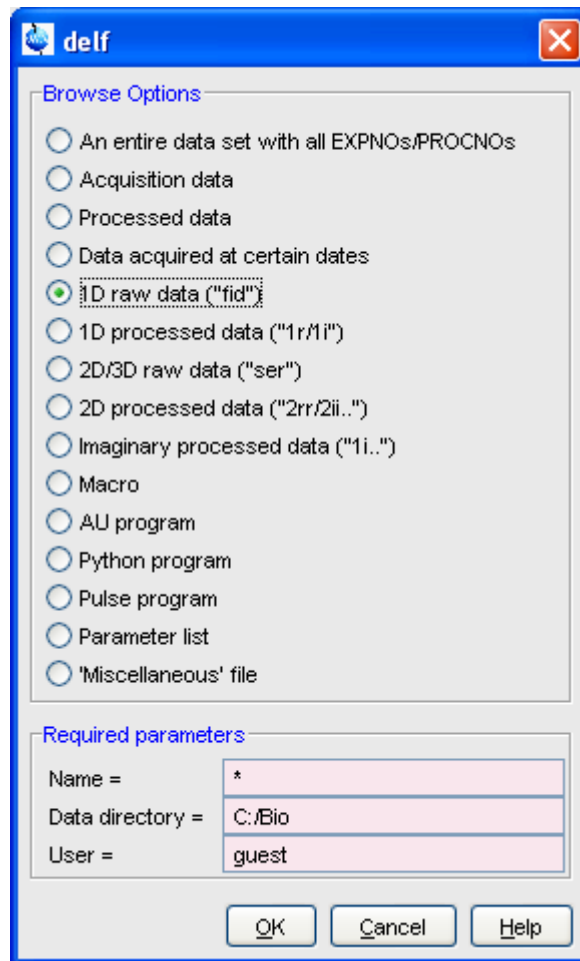 delf
Browse Options
An entire data set with all EXPNOs/PROCNOs
Acquisition data
Processed data
Data acquired at certain dates
1D raw data ("fid")
1D processed data ("1r/1i")
2D/3D raw data ("ser")
2D processed data ("2rr/2ii..")
Imaginary processed data ("1i..")
Macro
AU program
Python program
Pulse program
Parameter list
'Miscellaneous' file
Required parameters
Name = *
Data directory = C:/Bio
User = guest
OK Cancel Help